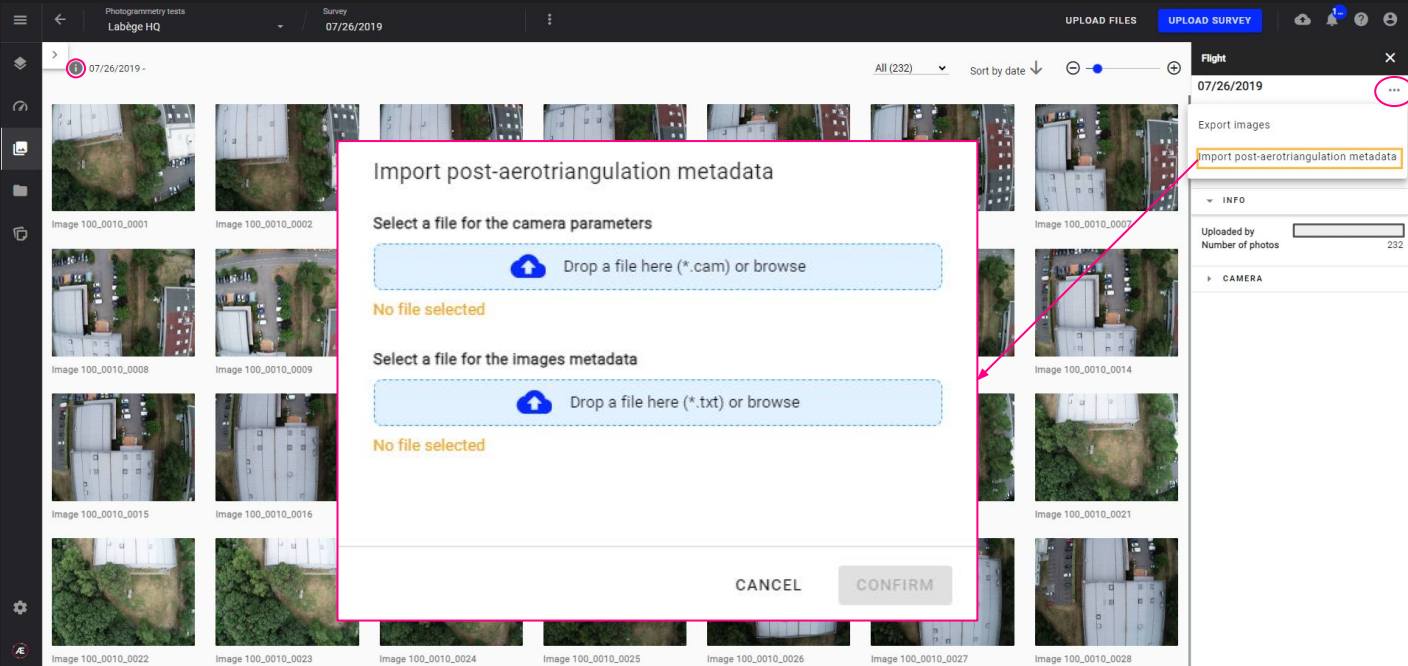 Photogrammetry tests
Labège HQ
Survey
07/26/2019
UPLOAD FILES
UPLOAD SURVEY
1...
07/26/2019 -
All (232)
Sort by date
Flight
07/26/2019
Export images
Import post-aerotriangulation metadata
INFO
Uploaded by
Number of photos 232
CAMERA
Image 100_0010_0001
Image 100_0010_0002
Image 100_0010_0007
Image 100_0010_0008
Image 100_0010_0009
Image 100_0010_0014
Image 100_0010_0015
Image 100_0010_0016
Image 100_0010_0021
Image 100_0010_0022
Image 100_0010_0023
Image 100_0010_0024
Image 100_0010_0025
Image 100_0010_0026
Image 100_0010_0027
Image 100_0010_0028
Import post-aerotriangulation metadata
Select a file for the camera parameters
Drop a file here (*.cam) or browse
No file selected
Select a file for the images metadata
Drop a file here (*.txt) or browse
No file selected
CANCEL
CONFIRM
Æ